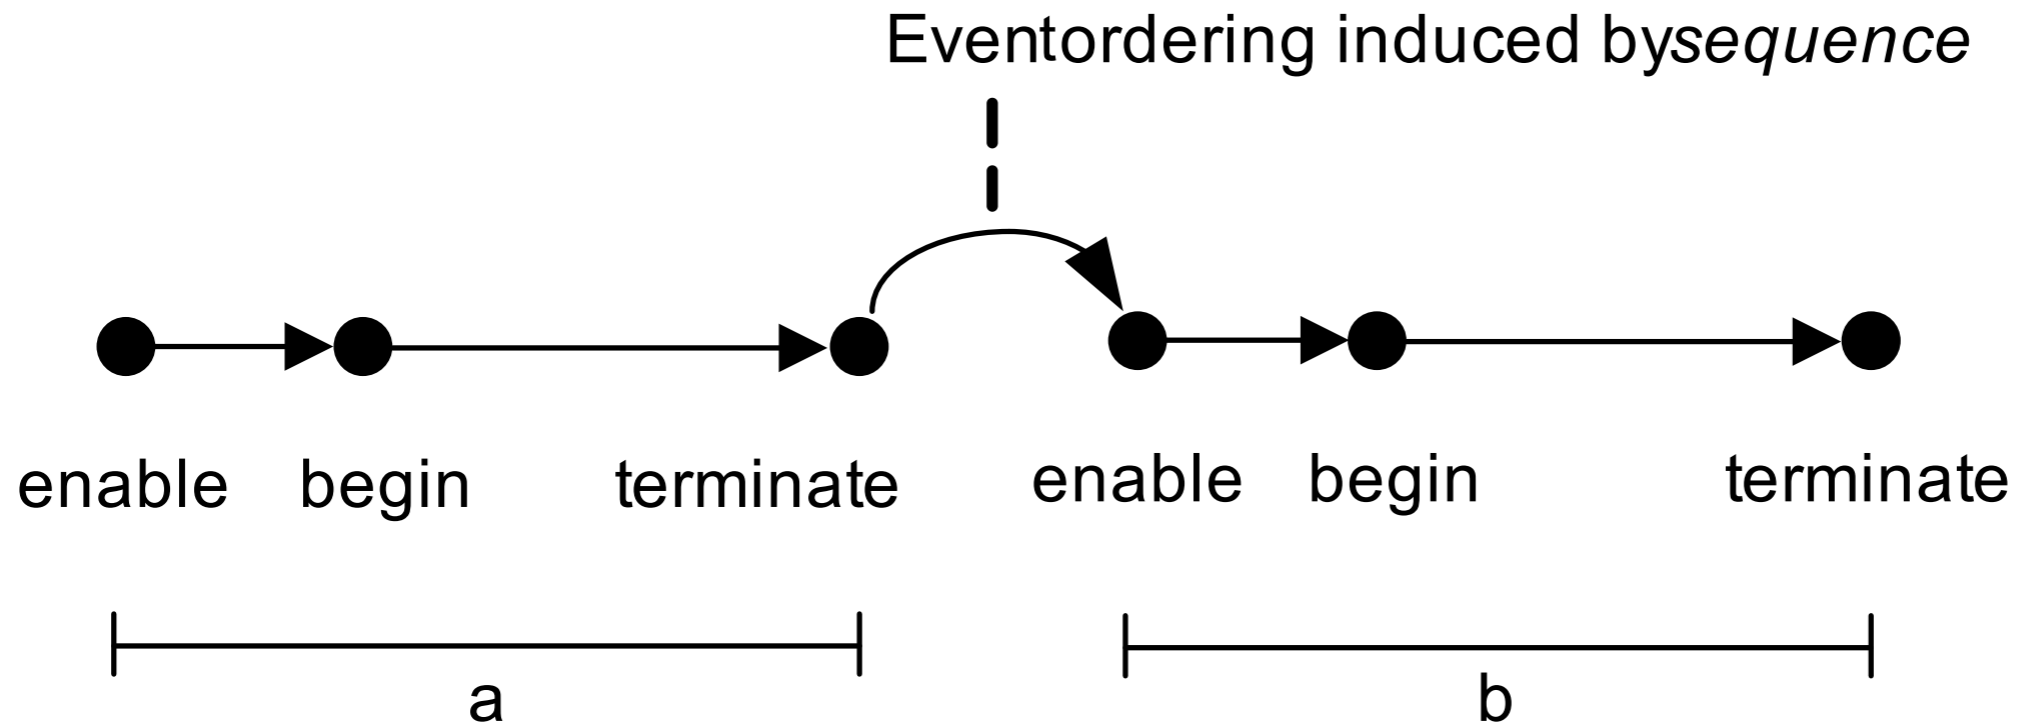 Eventordering induced bysequence
enable begin terminate enable begin terminate
a b